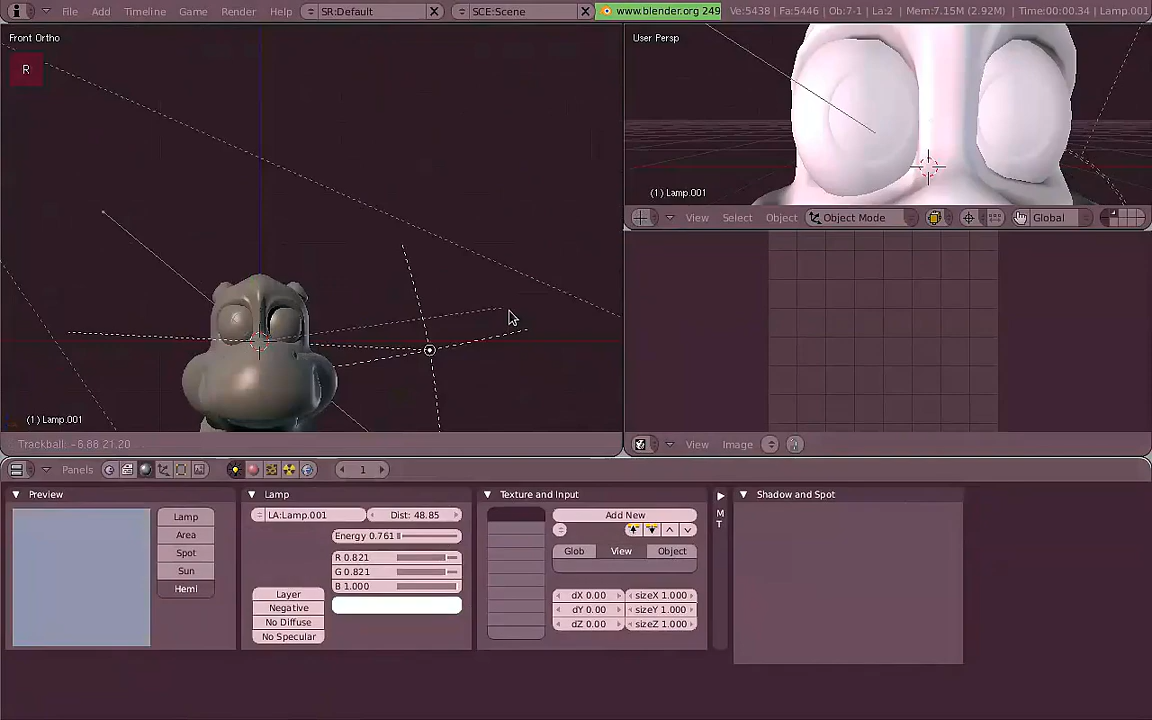 File Add Timeline Game Render Help SR:Default SCE:Scene www.blender.org 249 Ve:5438 | Fa:5446 | Ob:7-1 | La:2 | Mem:7.15M (2.92M) | Time:00:00.34 | Lamp.001
Front Ortho
User Persp
R
(1) Lamp.001
View Select Object Object Mode Global
(1) Lamp.001
Trackball: -6.88 21.20
View Image
Panels 1
Preview
Lamp
Area
Spot
Sun
Hemi
Lamp
LA:Lamp.001
Dist: 48.85
Energy 0.761
R 0.821
G 0.821
B 1.000
Layer
Negative
No Diffuse
No Specular
Texture and Input
Add New
Glob View Object
dX 0.00 sizeX 1.000
dY 0.00 sizeY 1.000
dZ 0.00 sizeZ 1.000
M
T
Shadow and Spot